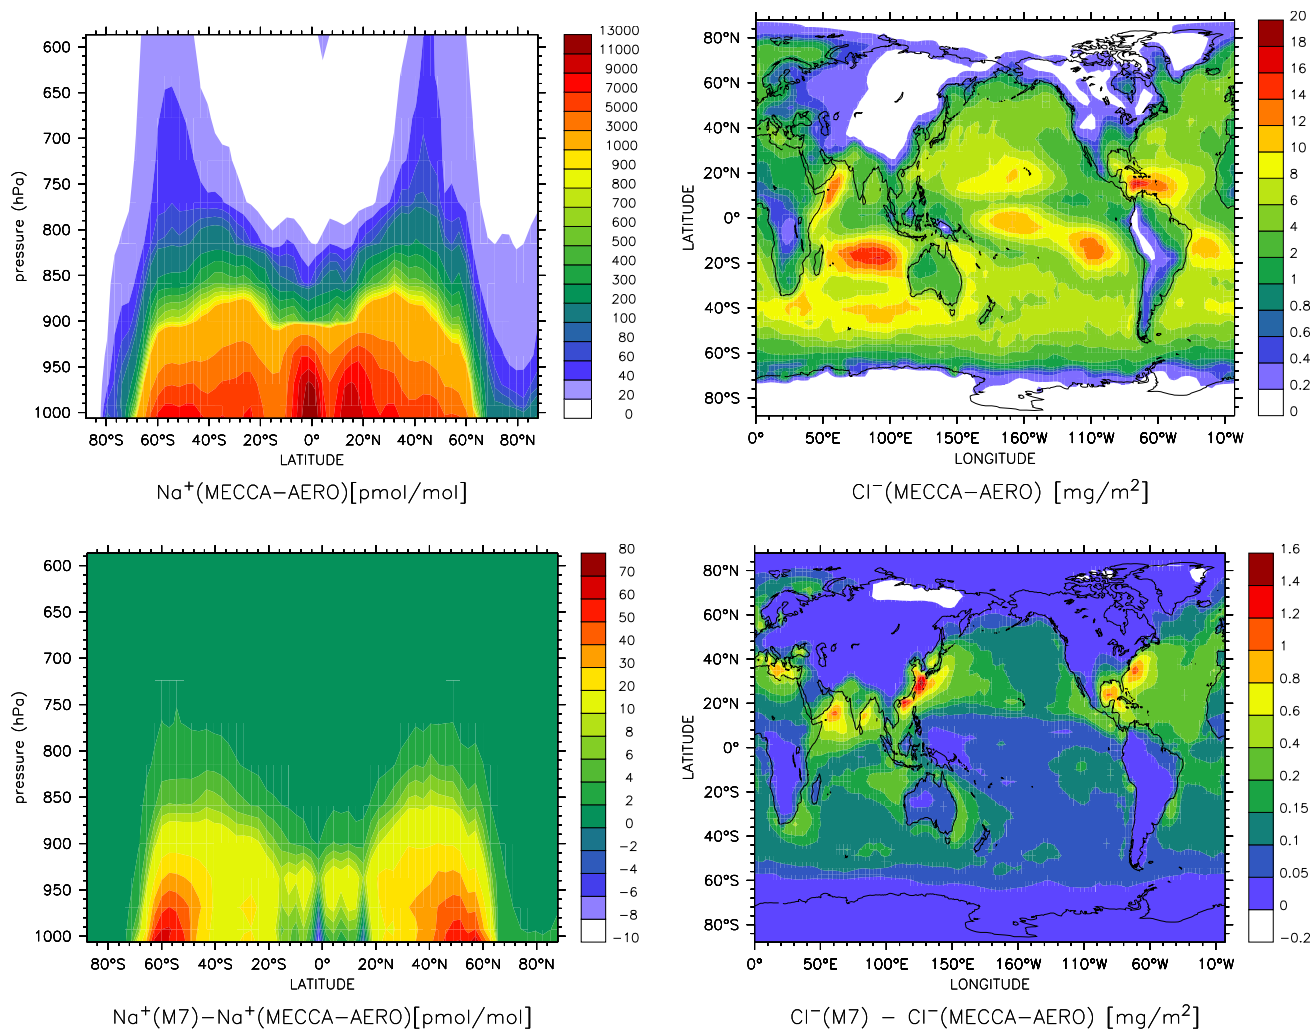 600
650
700
750
800
850
900
950
1000
pressure (hPa)
80°S 60°S 40°S 20°S 0° 20°N 40°N 60°N 80°N
LATITUDE
Na⁺(MECCA−AERO)[pmol/mol]
13000
11000
9000
7000
5000
3000
1000
900
800
700
600
500
300
200
100
80
60
40
20
0
80°N
60°N
40°N
20°N
0°
20°S
40°S
60°S
80°S
LATITUDE
0° 50°E 100°E 150°E 160°W 110°W 60°W 10°W
LONGITUDE
Cl⁻(MECCA−AERO) [mg/m²]
20
18
16
14
12
10
8
6
4
2
1
0.8
0.6
0.4
0.2
0
600
650
700
750
800
850
900
950
1000
pressure (hPa)
80°S 60°S 40°S 20°S 0° 20°N 40°N 60°N 80°N
LATITUDE
Na⁺(M7)−Na⁺(MECCA−AERO)[pmol/mol]
80
70
60
50
40
30
20
10
8
6
4
2
0
−2
−4
−6
−8
−10
80°N
60°N
40°N
20°N
0°
20°S
40°S
60°S
80°S
LATITUDE
0° 50°E 100°E 150°E 160°W 110°W 60°W 10°W
LONGITUDE
Cl⁻(M7) − Cl⁻(MECCA−AERO) [mg/m²]
1.6
1.4
1.2
1
0.8
0.6
0.4
0.2
0.15
0.1
0.05
0
−0.2